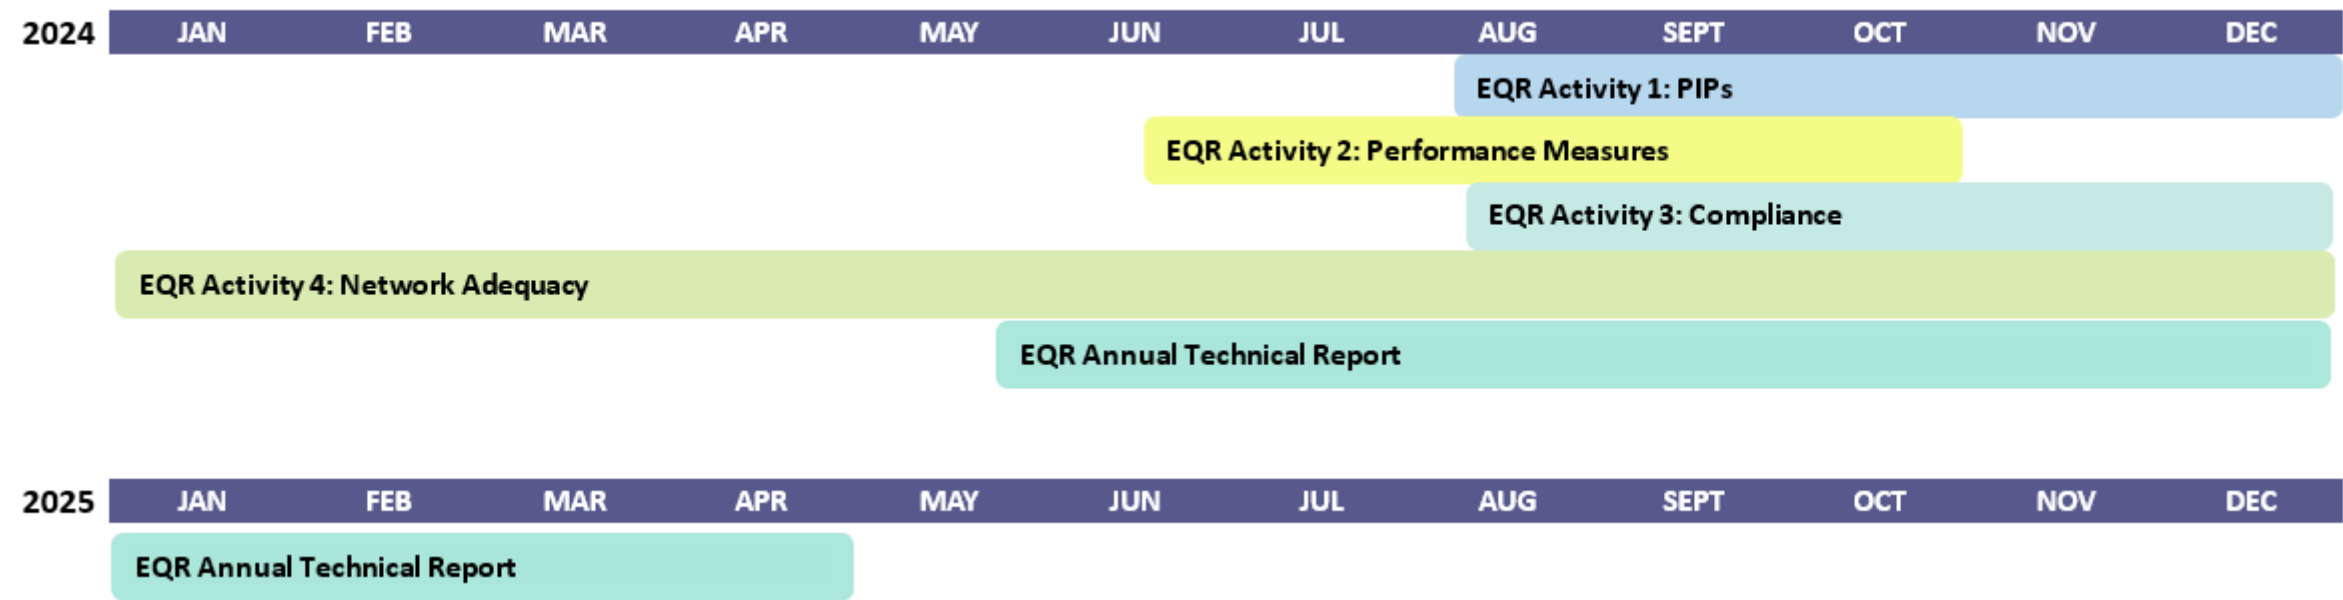 2024 JAN FEB MAR APR MAY JUN JUL AUG SEPT OCT NOV DEC
EQR Activity 1: PIPs
EQR Activity 2: Performance Measures
EQR Activity 3: Compliance
EQR Activity 4: Network Adequacy
EQR Annual Technical Report
2025 JAN FEB MAR APR MAY JUN JUL AUG SEPT OCT NOV DEC
EQR Annual Technical Report